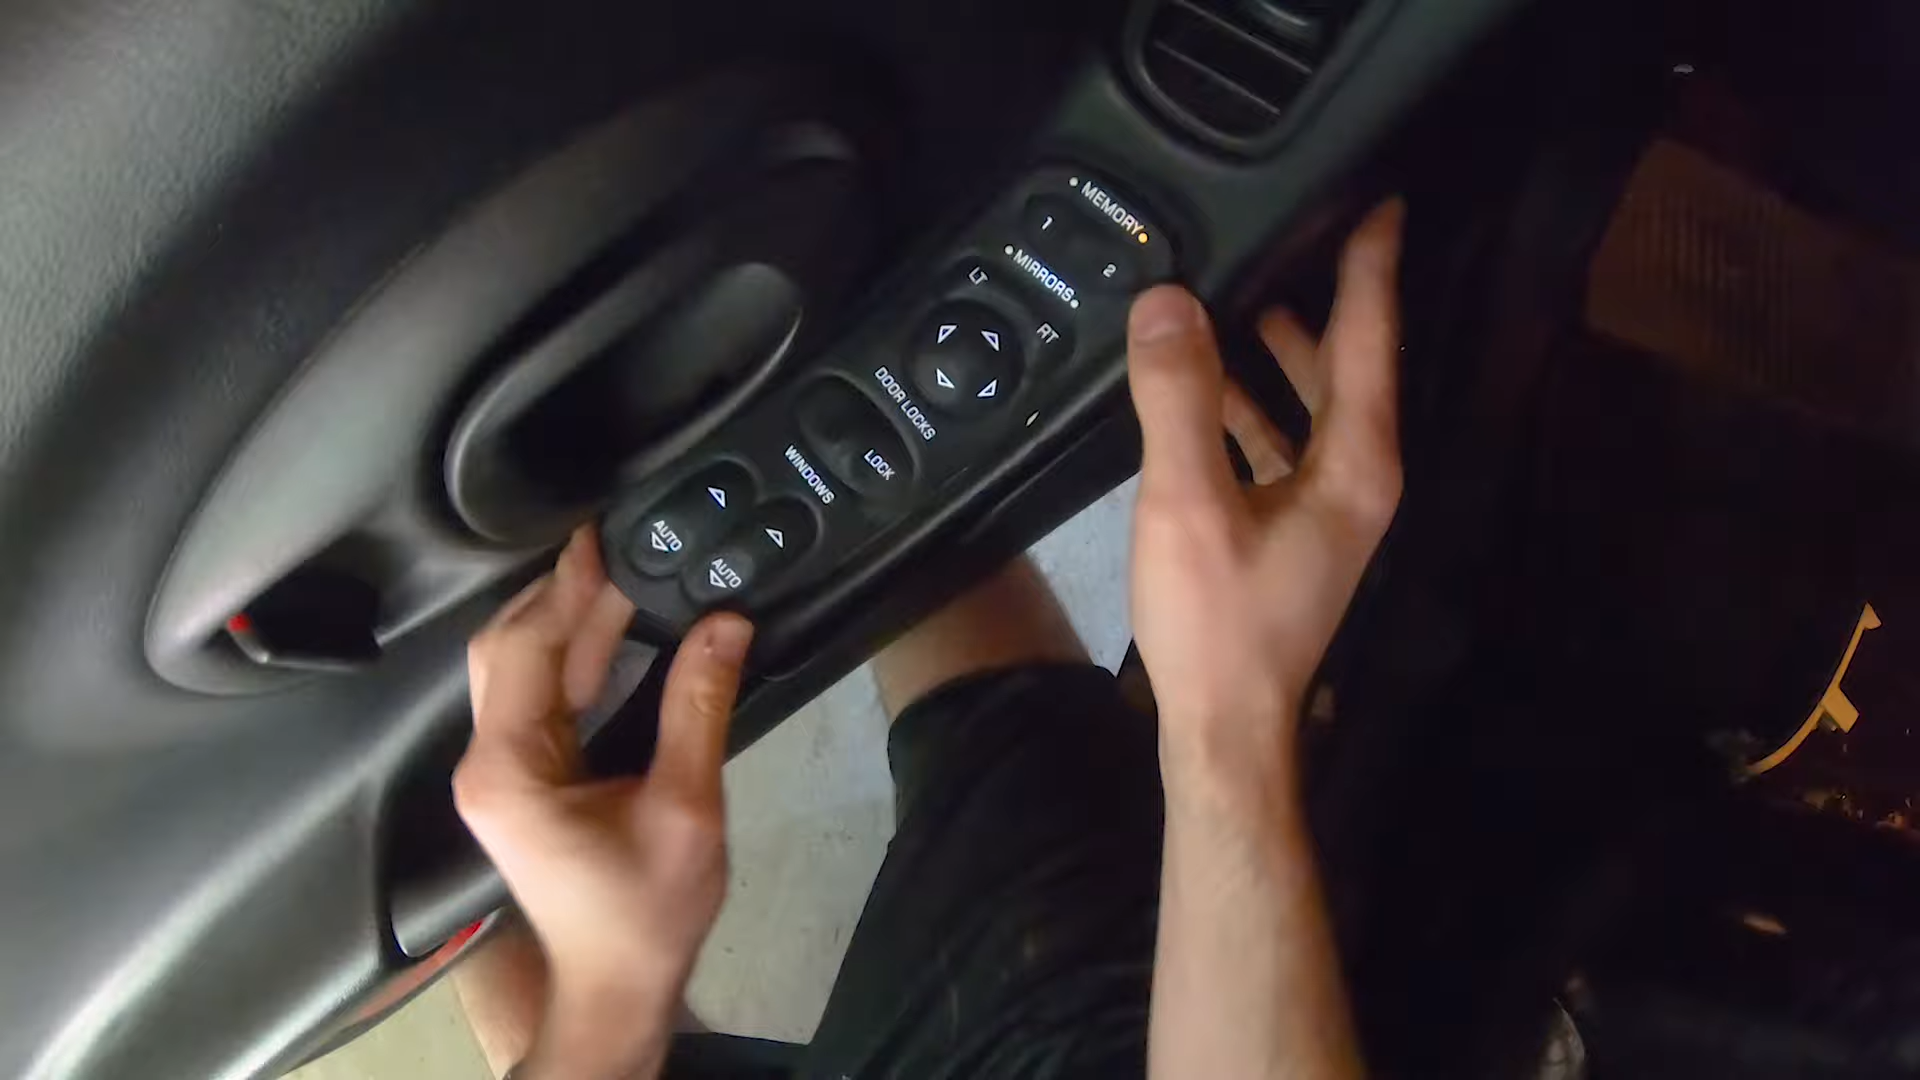 MEMORY
1
2
MIRRORS
LT
RT
DOOR LOCKS
LOCK
WINDOWS
AUTO
AUTO